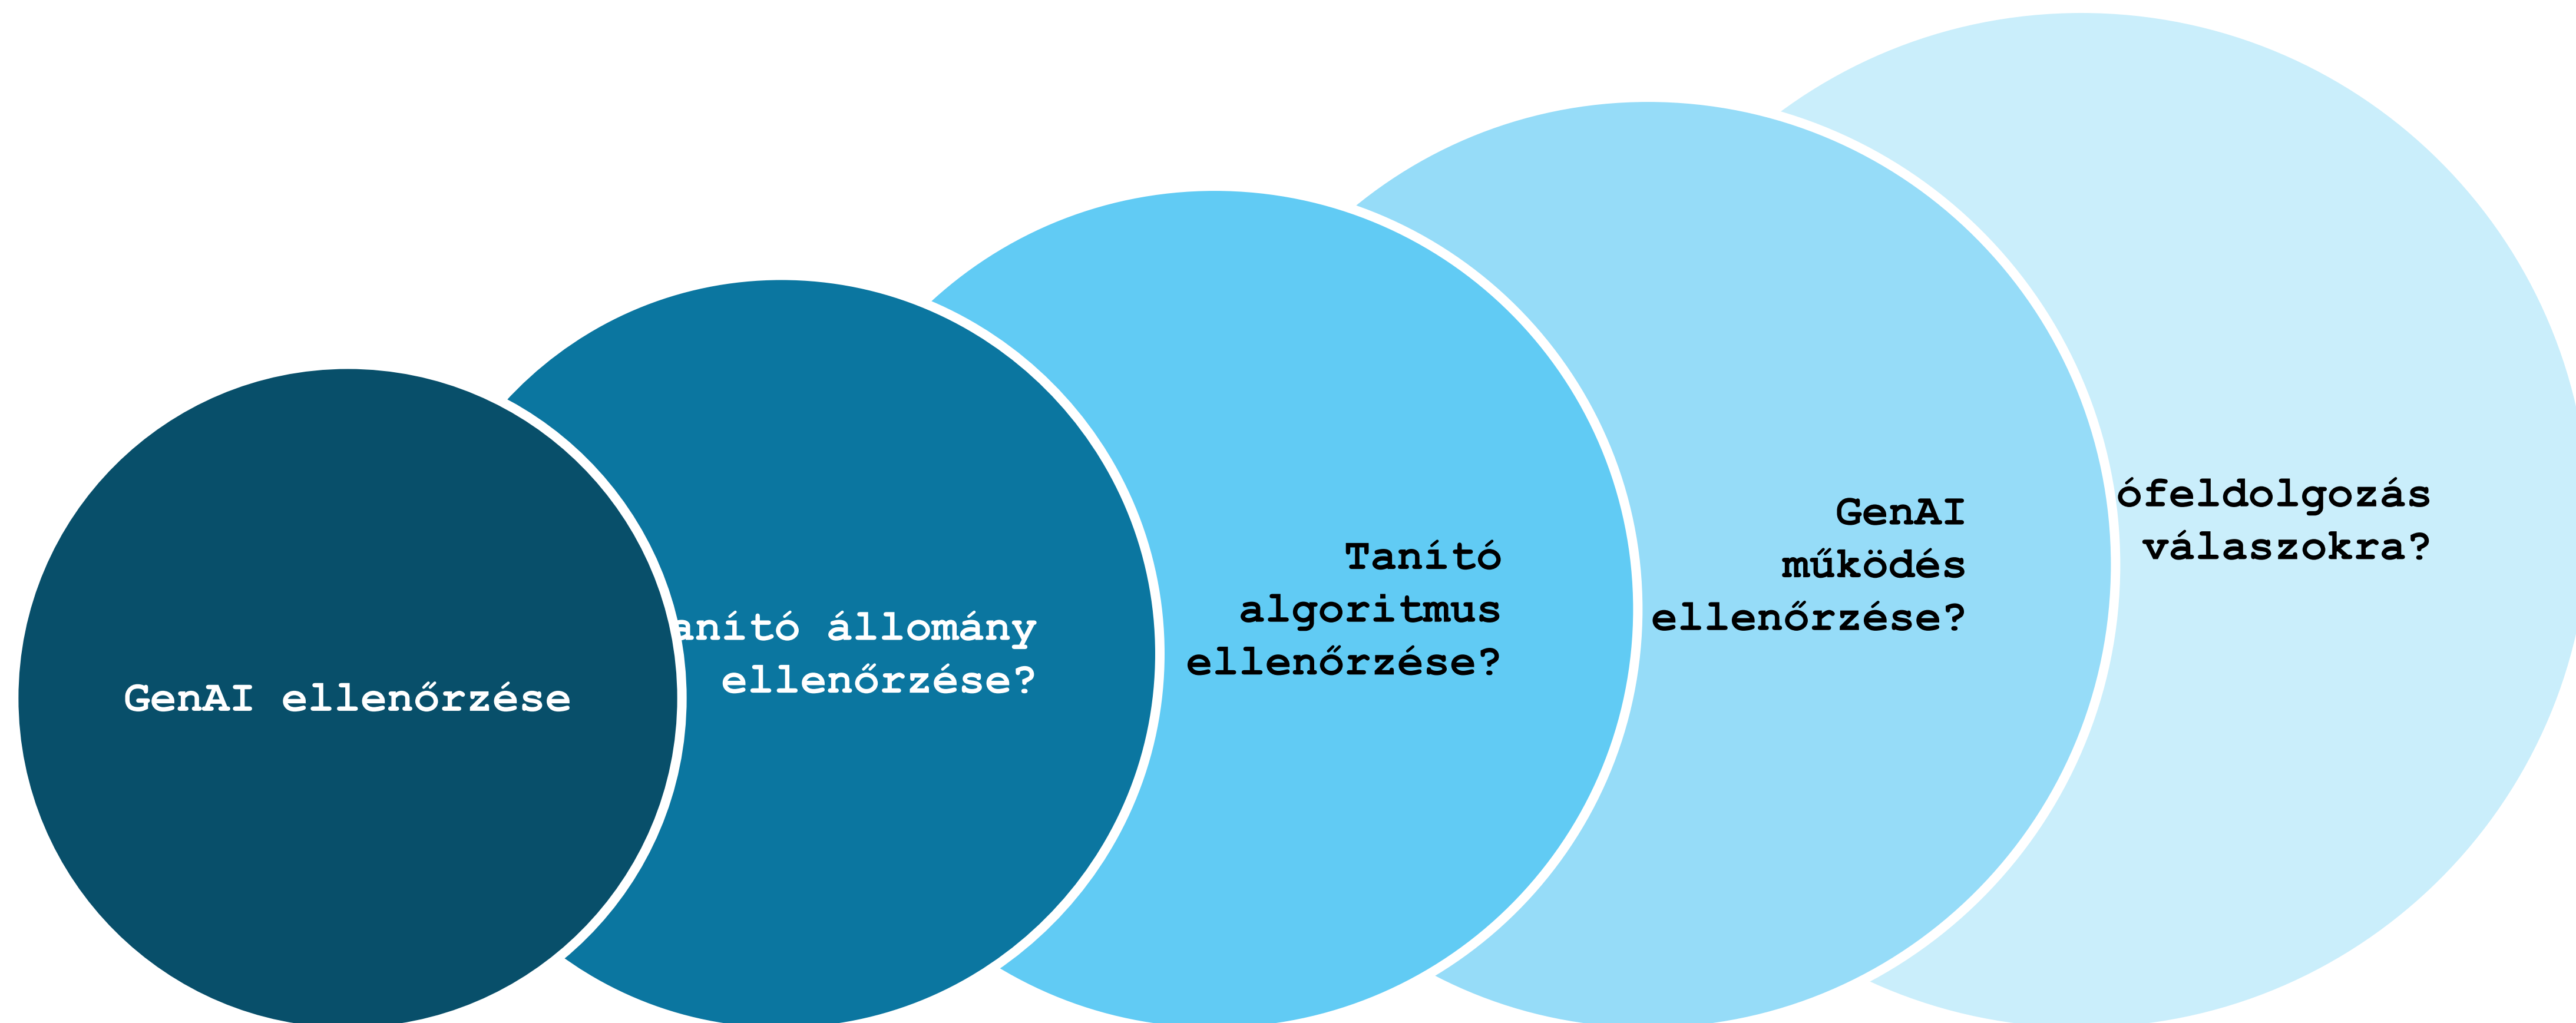 GenAI ellenőrzése
anító állomány
ellenőrzése?
Tanító
algoritmus
ellenőrzése?
GenAI
működés
ellenőrzése?
ófeldolgozás
válaszokra?